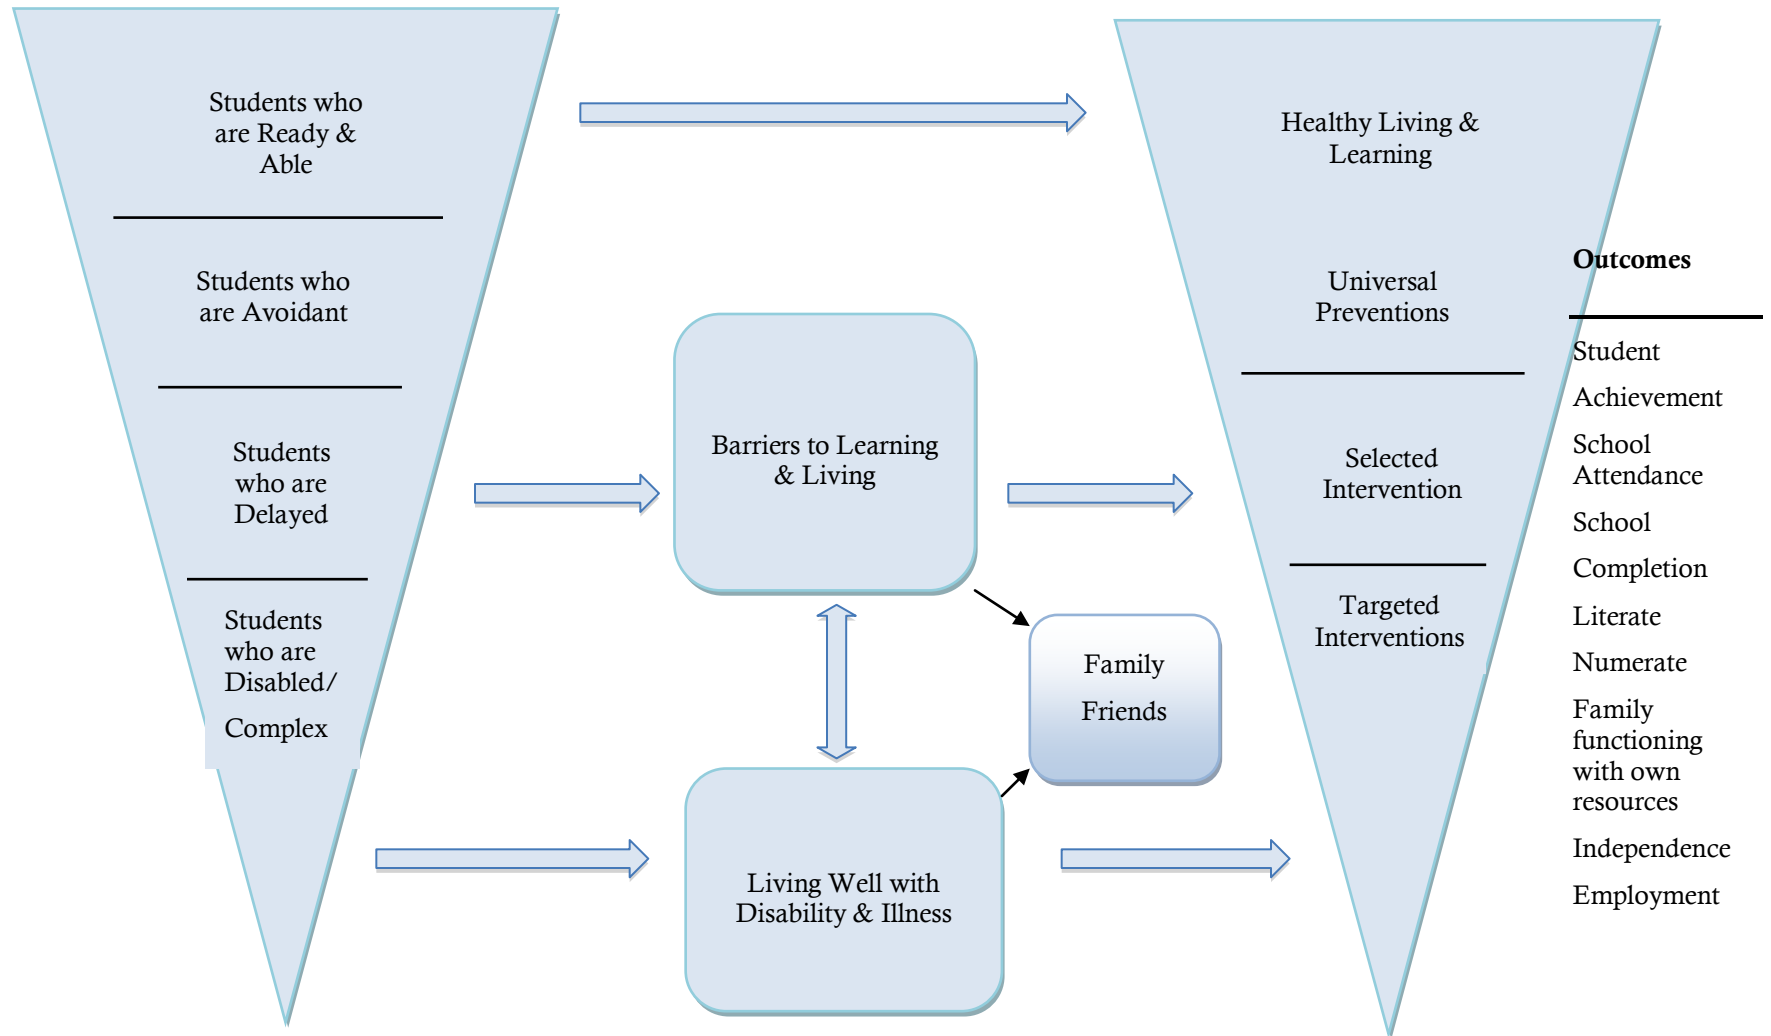 Students who
are Ready &
Able
Students who
are Avoidant
Students
who are
Delayed
Students
who are
Disabled/
Complex
Barriers to Learning
& Living
Family
Friends
Living Well with
Disability & Illness
Healthy Living &
Learning
Universal
Preventions
Selected
Intervention
Targeted
Interventions
Outcomes
Student
Achievement
School
Attendance
School
Completion
Literate
Numerate
Family
functioning
with own
resources
Independence
Employment